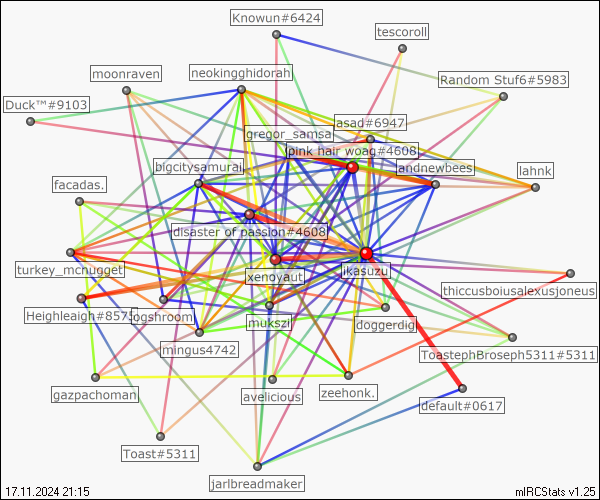 Knowun#6424
tescoroll
moonraven
neokingghidorah
Random Stuf6#5983
Duck™#9103
asad#6947
gregor_samsa
pink hair woag#4608
bigcitysamurai
andnewbees
lahnk
facadas.
disaster of passion#4608
turkey_mcnugget
xenoyaut
ikasuzu
thiccusboiusalexusjoneus
Heighleaigh#8573
ogshroom
mukszi
doggerdig
mingus4742
ToastephBroseph5311#5311
gazpachoman
avelicious
zeehonk.
default#0617
Toast#5311
jarlbreadmaker
17.11.2024 21:15
mIRCStats v1.25